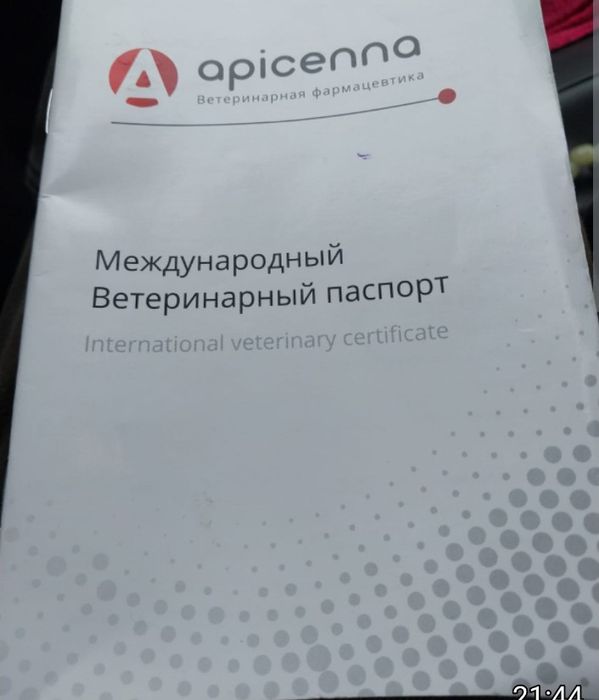 apicenna
Ветеринарная фармацевтика
Международный
Ветеринарный паспорт
International veterinary certificate
21:44